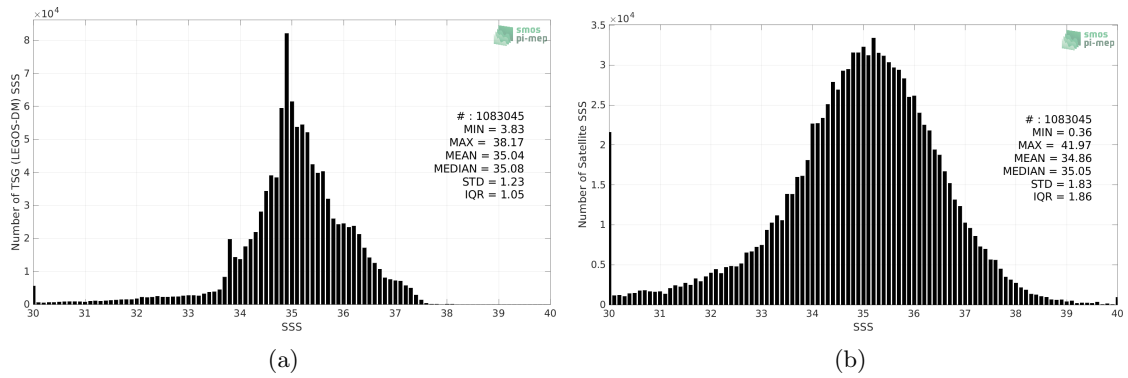 ×10⁴
8
7
6
5
4
3
2
1
0
Number of TSG (LEGOS-DM) SSS
30 31 32 33 34 35 36 37 38 39 40
SSS
smos
pi-mep
# : 1083045
MIN = 3.83
MAX = 38.17
MEAN = 35.04
MEDIAN = 35.08
STD = 1.23
IQR = 1.05
(a)
×10⁴
3.5
3
2.5
2
1.5
1
0.5
0
Number of Satellite SSS
30 31 32 33 34 35 36 37 38 39 40
SSS
smos
pi-mep
# : 1083045
MIN = 0.36
MAX = 41.97
MEAN = 34.86
MEDIAN = 35.05
STD = 1.83
IQR = 1.86
(b)